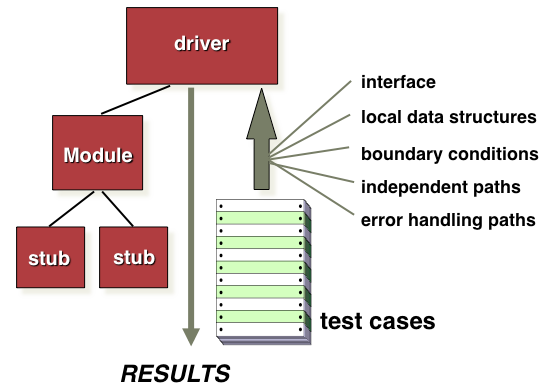 driver
interface
local data structures
Module
boundary conditions
independent paths
error handling paths
stub
stub
test cases
RESULTS